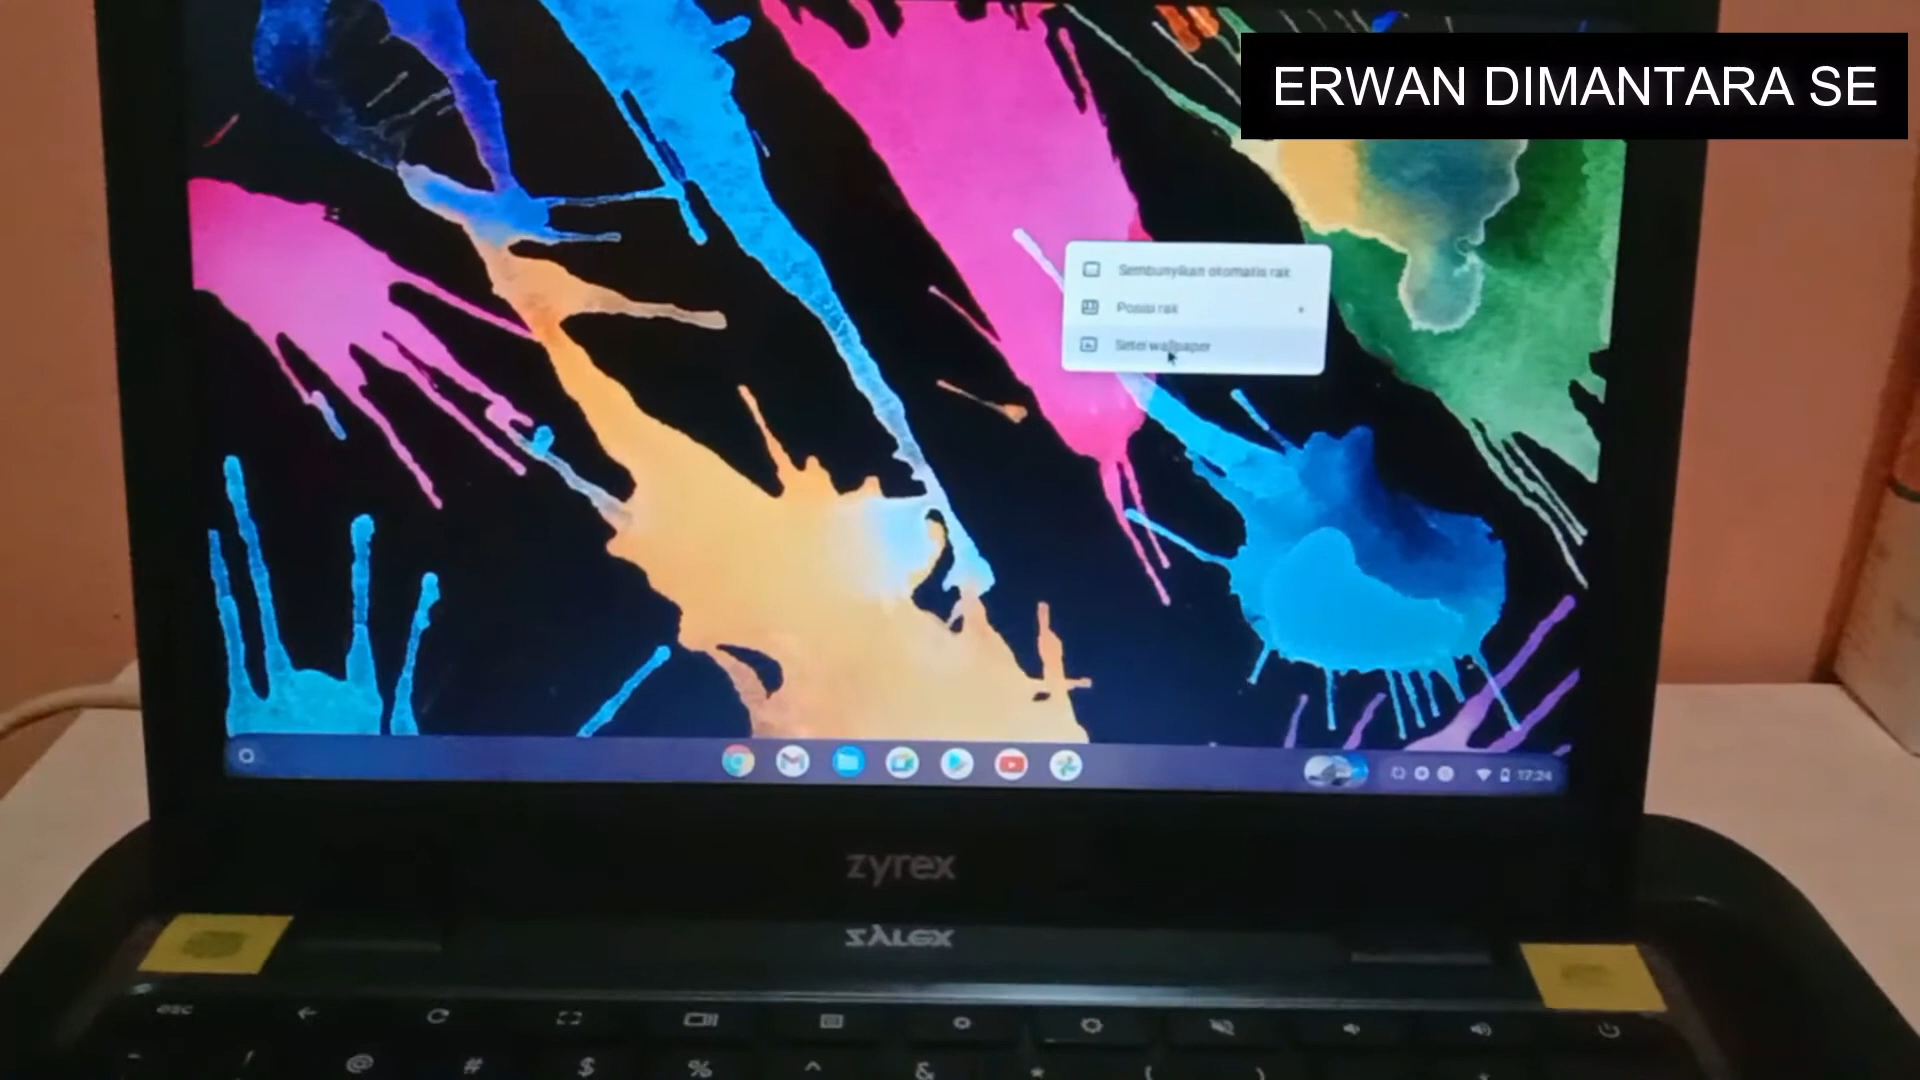 ERWAN DIMANTARA SE
Sembunyikan otomatis rak
Posisi rak
Setel wallpaper
17:24
zyrex
esc
! @ # $ % ^ & * ( )